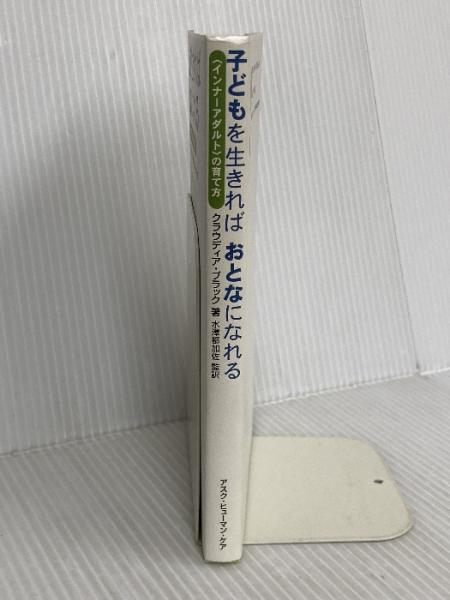 子どもを生きれば おとなになれる
〈インナーアダルト〉の育て方
クラウディア・ブラック 著 水澤都加佐 監訳
アスク・ヒューマン・ケア